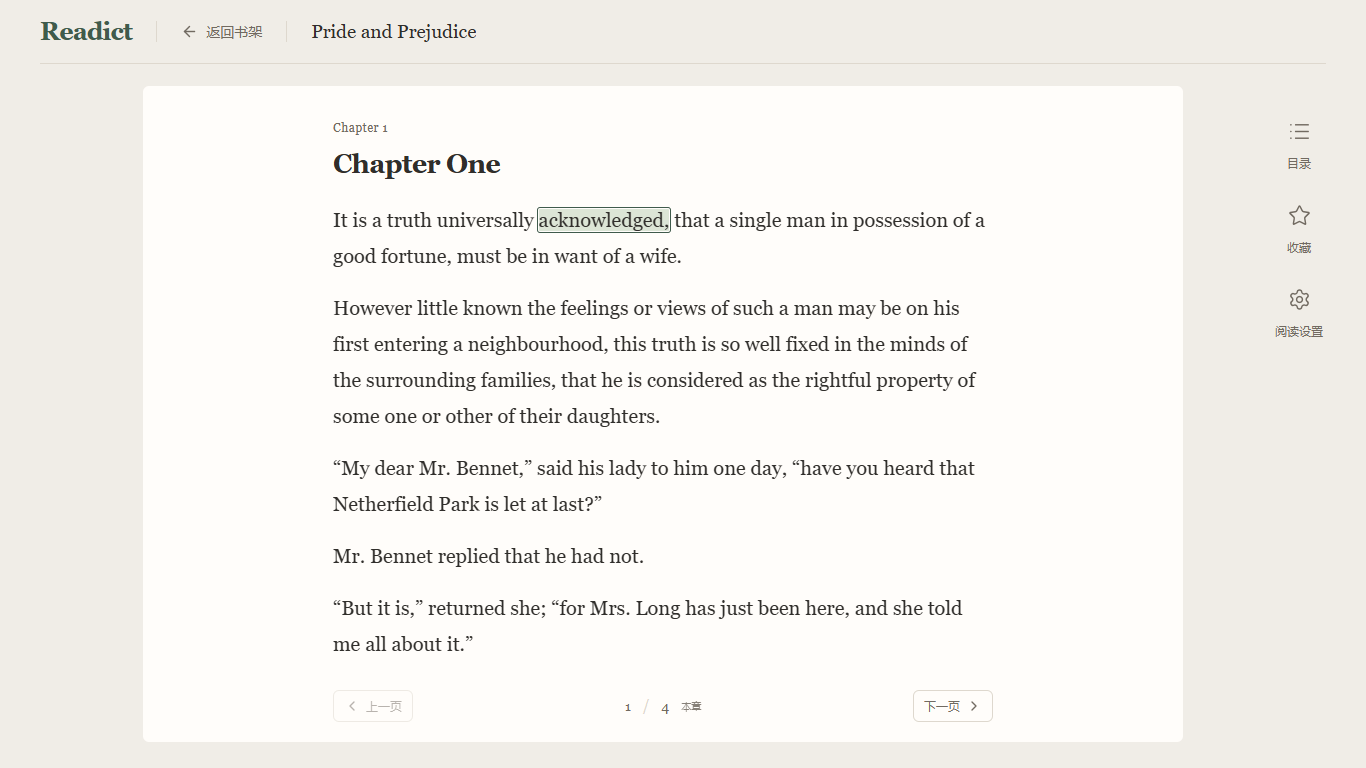 Readict
返回书架
Pride and Prejudice
Chapter 1
Chapter One
It is a truth universally acknowledged, that a single man in possession of a
good fortune, must be in want of a wife.
However little known the feelings or views of such a man may be on his
first entering a neighbourhood, this truth is so well fixed in the minds of
the surrounding families, that he is considered as the rightful property of
some one or other of their daughters.
“My dear Mr. Bennet,” said his lady to him one day, “have you heard that
Netherfield Park is let at last?”
Mr. Bennet replied that he had not.
“But it is,” returned she; “for Mrs. Long has just been here, and she told
me all about it.”
上一页
1 / 4 本章
下一页
目录
收藏
阅读设置